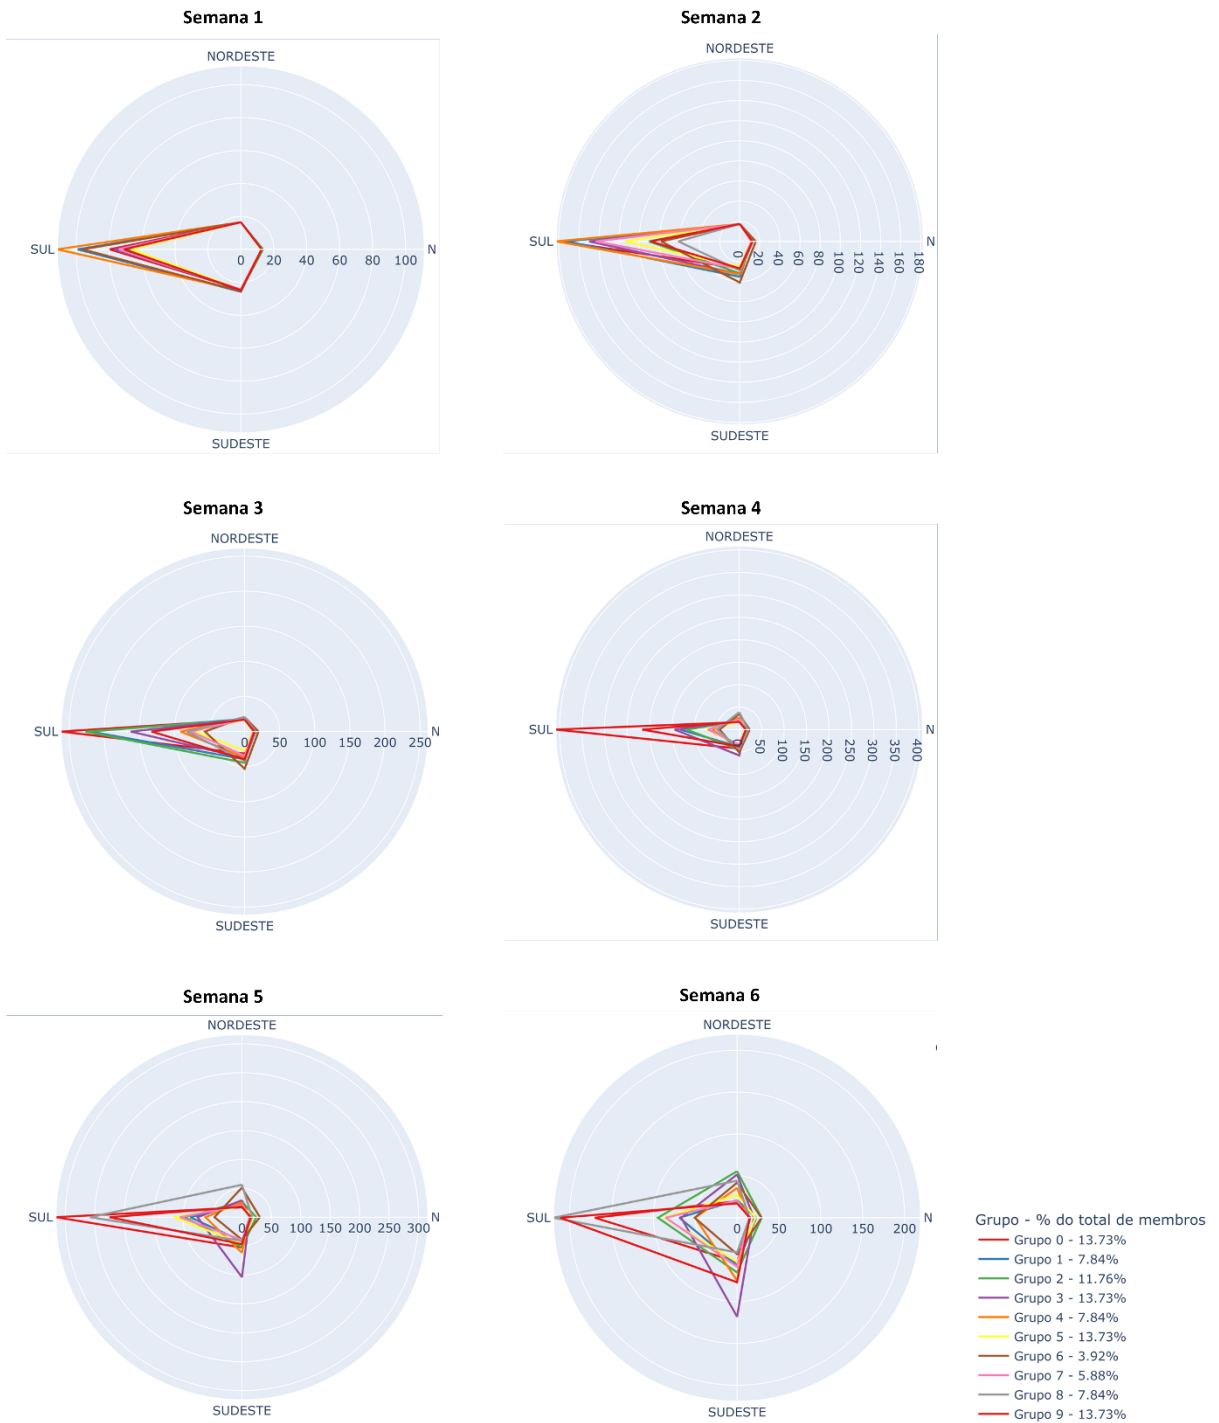 Semana 1
NORDESTE
SUL
0 20 40 60 80 100 N
SUDESTE
Semana 2
NORDESTE
SUL
0 20 40 60 80 100 120 140 160 180 N
SUDESTE
Semana 3
NORDESTE
SUL
0 50 100 150 200 250 N
SUDESTE
Semana 4
NORDESTE
SUL
0 50 100 150 200 250 300 350 400 N
SUDESTE
Semana 5
NORDESTE
SUL
0 50 100 150 200 250 300 N
SUDESTE
Semana 6
NORDESTE
SUL
0 50 100 150 200 N
SUDESTE
Grupo - % do total de membros
Grupo 0 - 13.73%
Grupo 1 - 7.84%
Grupo 2 - 11.76%
Grupo 3 - 13.73%
Grupo 4 - 7.84%
Grupo 5 - 13.73%
Grupo 6 - 3.92%
Grupo 7 - 5.88%
Grupo 8 - 7.84%
Grupo 9 - 13.73%